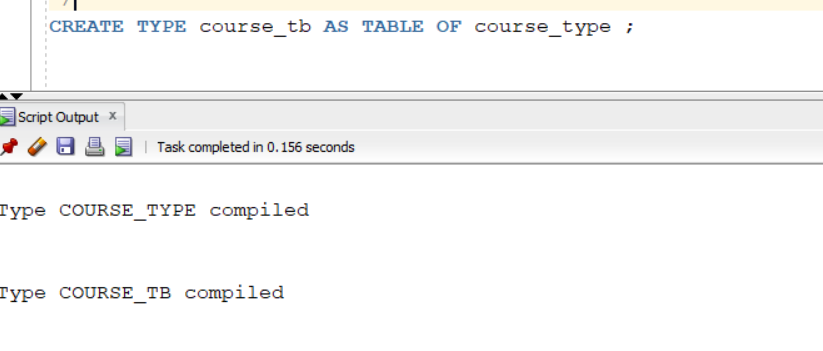 /
CREATE TYPE course_tb AS TABLE OF course_type ;
Script Output x
Task completed in 0.156 seconds
Type COURSE_TYPE compiled
Type COURSE_TB compiled